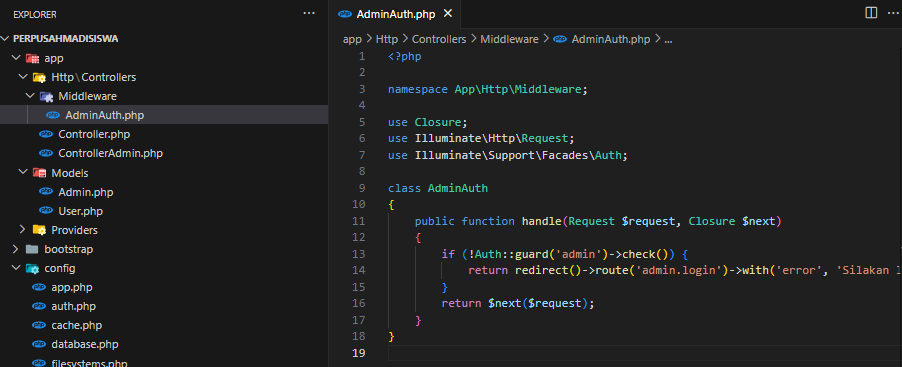 EXPLORER
PERPUSAHMADISISWA
app
Http\Controllers
Middleware
AdminAuth.php
Controller.php
ControllerAdmin.php
Models
Admin.php
User.php
Providers
bootstrap
config
app.php
auth.php
cache.php
database.php
filesystems.php
AdminAuth.php
app > Http > Controllers > Middleware > AdminAuth.php > ...
1 <?php
2
3 namespace App\Http\Middleware;
4
5 use Closure;
6 use Illuminate\Http\Request;
7 use Illuminate\Support\Facades\Auth;
8
9 class AdminAuth
10 {
11 public function handle(Request $request, Closure $next)
12 {
13 if (!Auth::guard('admin')->check()) {
14 return redirect()->route('admin.login')->with('error', 'Silakan
15 }
16 return $next($request);
17 }
18 }
19